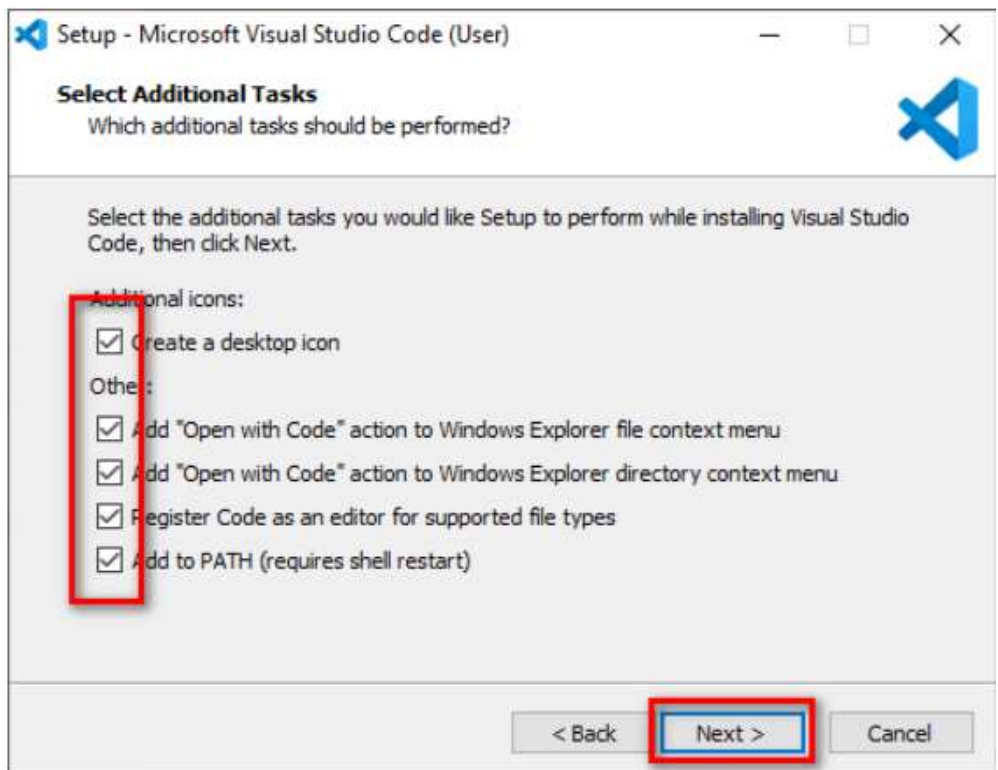 Setup - Microsoft Visual Studio Code (User)
Select Additional Tasks
Which additional tasks should be performed?
Select the additional tasks you would like Setup to perform while installing Visual Studio
Code, then click Next.
Additional icons:
Create a desktop icon
Other:
Add "Open with Code" action to Windows Explorer file context menu
Add "Open with Code" action to Windows Explorer directory context menu
Register Code as an editor for supported file types
Add to PATH (requires shell restart)
< Back Next > Cancel